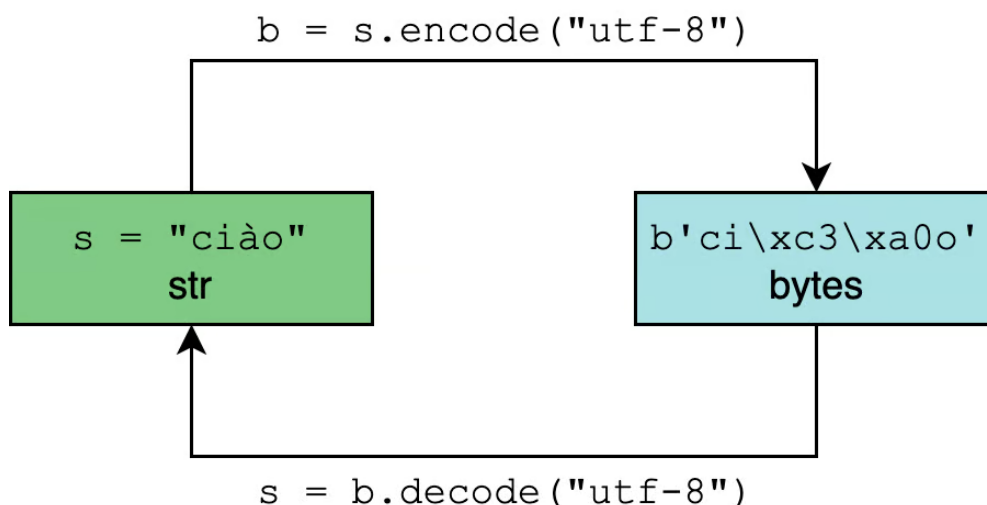 b = s.encode("utf-8")
s = "ciào"
str
b'ci\xc3\xa0o'
bytes
s = b.decode("utf-8")